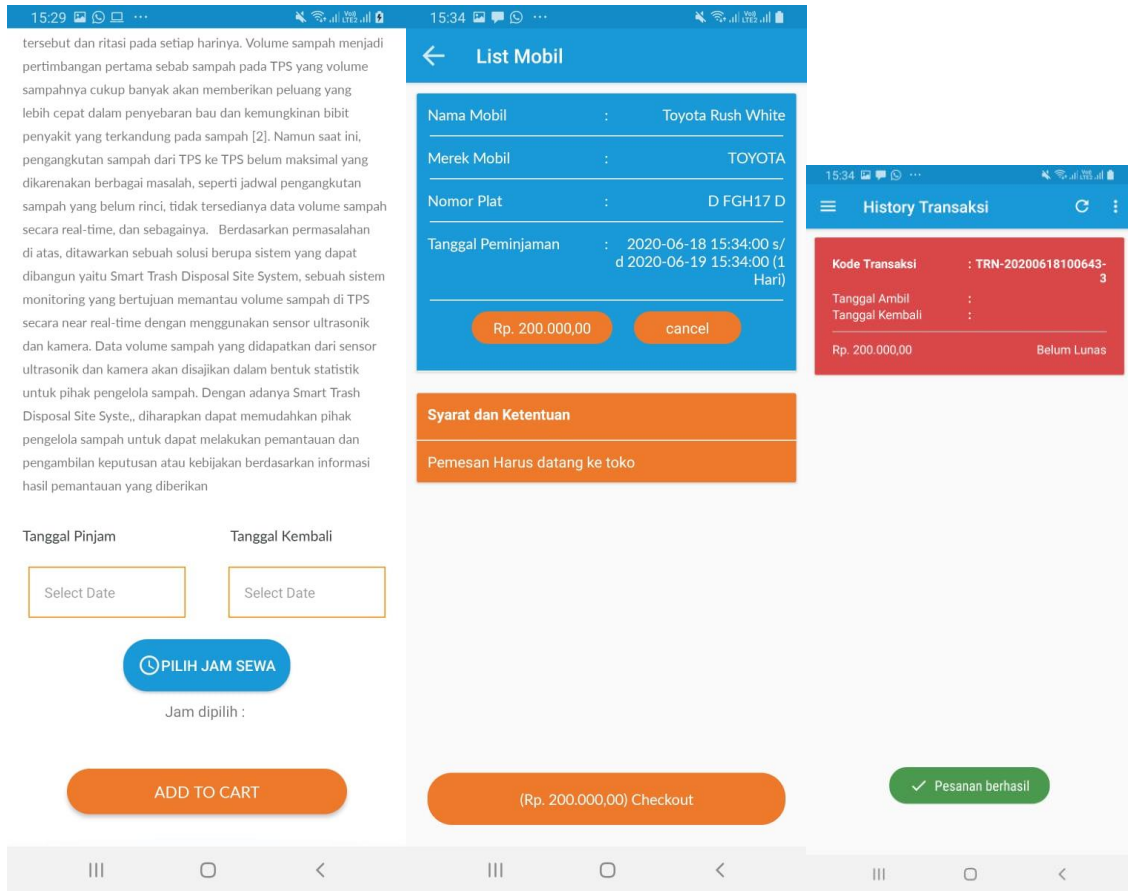 15:29
tersebut dan ritasi pada setiap harinya. Volume sampah menjadi
pertimbangan pertama sebab sampah pada TPS yang volume
sampahnya cukup banyak akan memberikan peluang yang
lebih cepat dalam penyebaran bau dan kemungkinan bibit
penyakit yang terkandung pada sampah [2]. Namun saat ini,
pengangkutan sampah dari TPS ke TPS belum maksimal yang
dikarenakan berbagai masalah, seperti jadwal pengangkutan
sampah yang belum rinci, tidak tersedianya data volume sampah
secara real-time, dan sebagainya. Berdasarkan permasalahan
di atas, ditawarkan sebuah solusi berupa sistem yang dapat
dibangun yaitu Smart Trash Disposal Site System, sebuah sistem
monitoring yang bertujuan memantau volume sampah di TPS
secara near real-time dengan menggunakan sensor ultrasonik
dan kamera. Data volume sampah yang didapatkan dari sensor
ultrasonik dan kamera akan disajikan dalam bentuk statistik
untuk pihak pengelola sampah. Dengan adanya Smart Trash
Disposal Site Syste,, diharapkan dapat memudahkan pihak
pengelola sampah untuk dapat melakukan pemantauan dan
pengambilan keputusan atau kebijakan berdasarkan informasi
hasil pemantauan yang diberikan
Tanggal Pinjam Tanggal Kembali
Select Date Select Date
PILIH JAM SEWA
Jam dipilih :
ADD TO CART
15:34
List Mobil
Nama Mobil : Toyota Rush White
Merek Mobil : TOYOTA
Nomor Plat : D FGH17 D
Tanggal Peminjaman : 2020-06-18 15:34:00 s/
d 2020-06-19 15:34:00 (1
Hari)
Rp. 200.000,00 cancel
Syarat dan Ketentuan
Pemesan Harus datang ke toko
(Rp. 200.000,00) Checkout
15:34
History Transaksi
Kode Transaksi : TRN-20200618100643-
3
Tanggal Ambil :
Tanggal Kembali :
Rp. 200.000,00 Belum Lunas
Pesanan berhasil